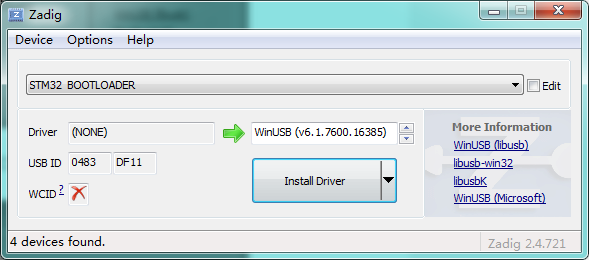 Zadig
Device Options Help
STM32 BOOTLOADER
Edit
Driver (NONE) WinUSB (v6.1.7600.16385)
USB ID 0483 DF11
WCID ?
Install Driver
More Information
WinUSB (libusb)
libusb-win32
libusbK
WinUSB (Microsoft)
4 devices found.
Zadig 2.4.721